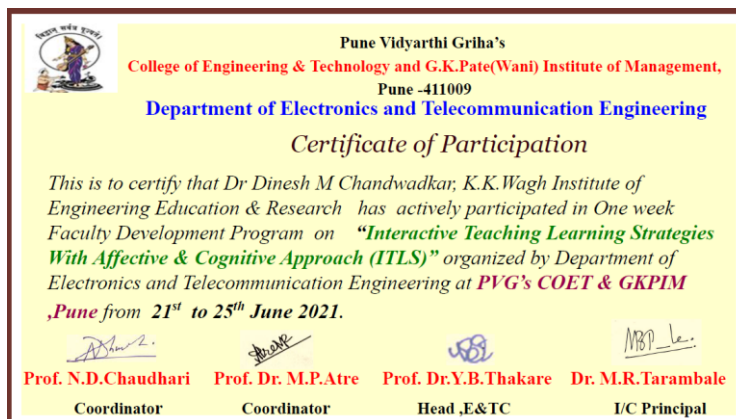 विद्वान् सर्वत्र पूज्यते।
Pune Vidyarthi Griha's
College of Engineering & Technology and G.K.Pate(Wani) Institute of Management,
Pune -411009
Department of Electronics and Telecommunication Engineering
Certificate of Participation
This is to certify that Dr Dinesh M Chandwadkar, K.K.Wagh Institute of
Engineering Education & Research has actively participated in One week
Faculty Development Program on "Interactive Teaching Learning Strategies
With Affective & Cognitive Approach (ITLS)" organized by Department of
Electronics and Telecommunication Engineering at PVG's COET & GKPIM
,Pune from 21st to 25th June 2021.
Prof. N.D.Chaudhari Prof. Dr. M.P.Atre Prof. Dr.Y.B.Thakare Dr. M.R.Tarambale
Coordinator Coordinator Head ,E&TC I/C Principal